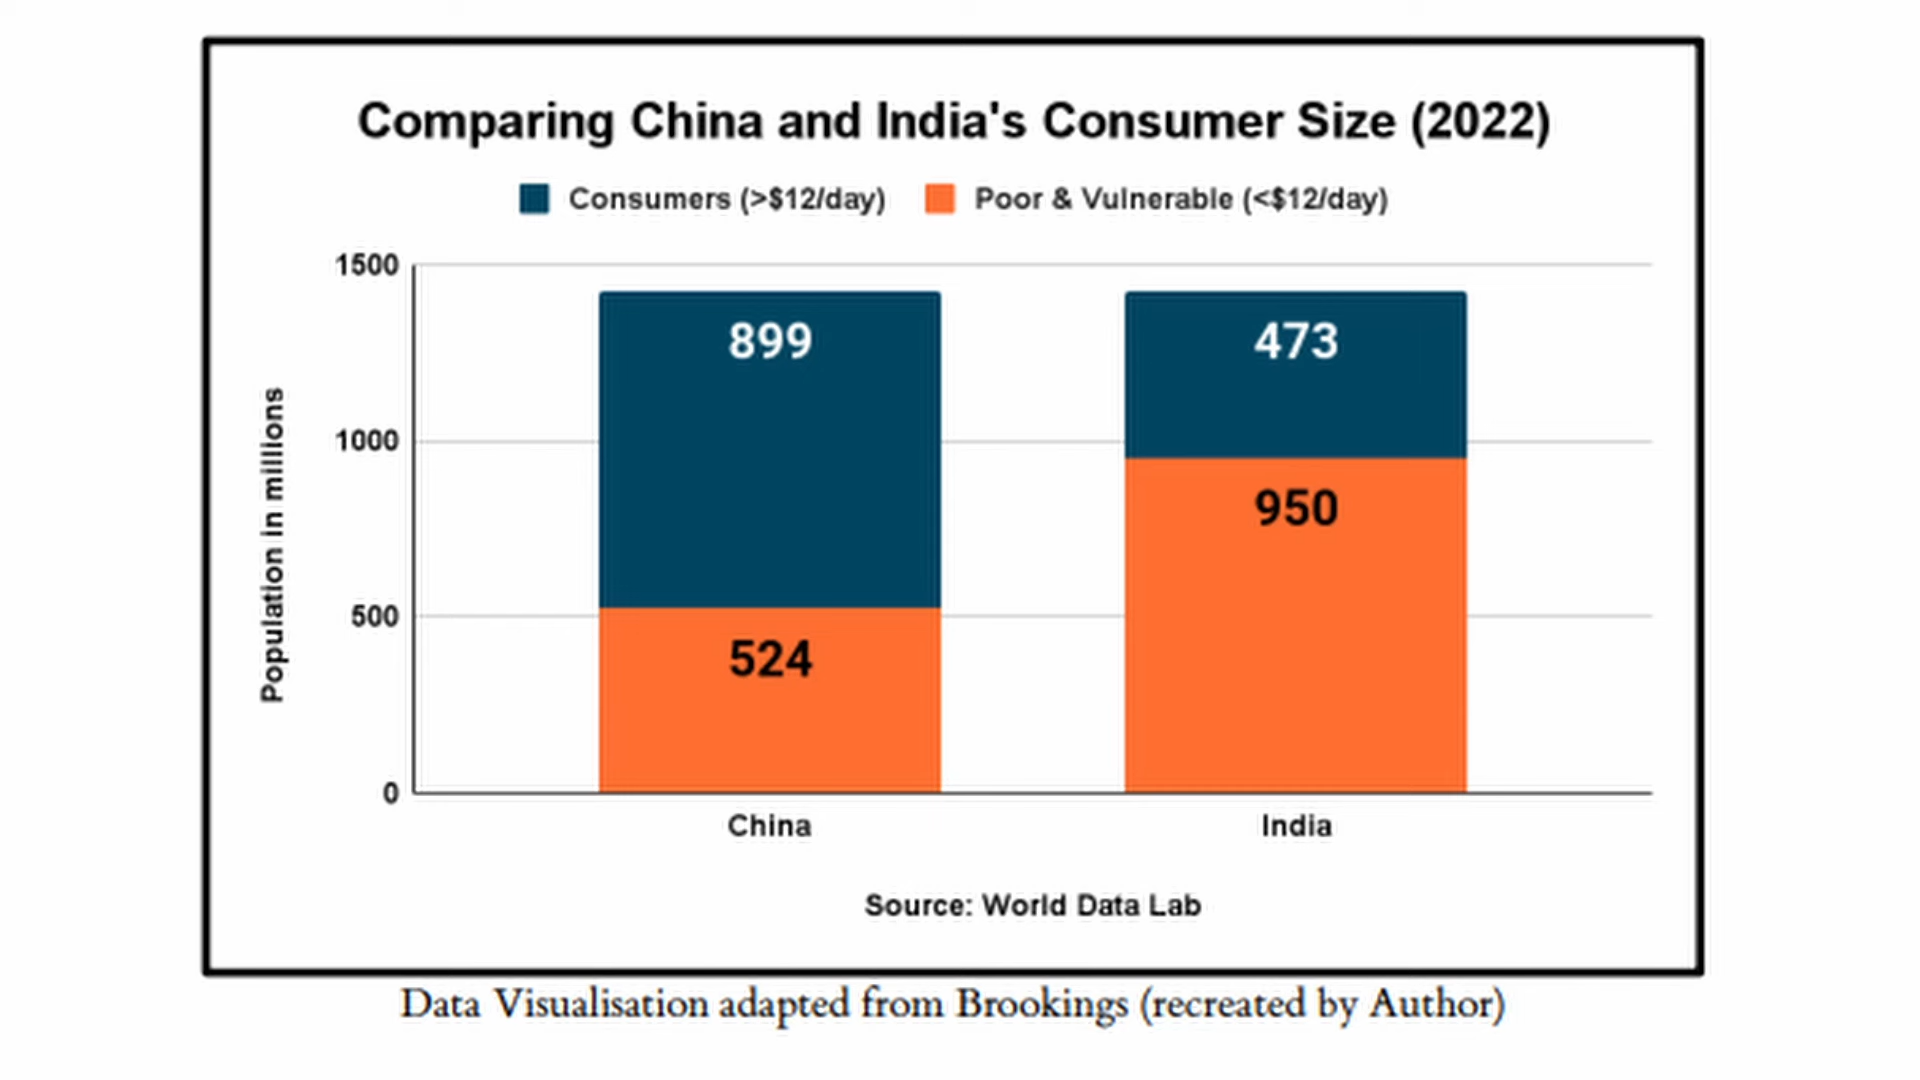 Comparing China and India's Consumer Size (2022)
Consumers (>$12/day) Poor & Vulnerable (<$12/day)
Population in millions
1500
1000
500
0
899
524
473
950
China India
Source: World Data Lab
Data Visualisation adapted from Brookings (recreated by Author)